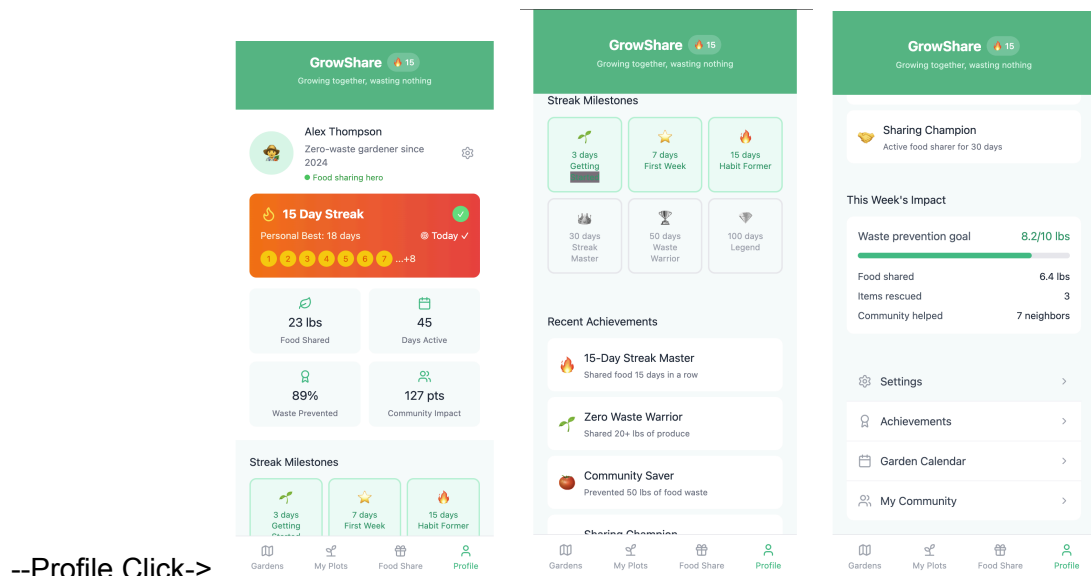 --Profile Click->
GrowShare 🔥 15
Growing together, wasting nothing
Alex Thompson
Zero-waste gardener since
2024
Food sharing hero
15 Day Streak
Personal Best: 18 days
Today ✓
1 2 3 4 5 6 7 ...+8
23 lbs
Food Shared
45
Days Active
89%
Waste Prevented
127 pts
Community Impact
Streak Milestones
3 days
Getting
Started
7 days
First Week
15 days
Habit Former
Gardens
My Plots
Food Share
Profile
GrowShare 🔥 15
Growing together, wasting nothing
Streak Milestones
3 days
Getting
7 days
First Week
15 days
Habit Former
30 days
Streak
Master
50 days
Waste
Warrior
100 days
Legend
Recent Achievements
15-Day Streak Master
Shared food 15 days in a row
Zero Waste Warrior
Shared 20+ lbs of produce
Community Saver
Prevented 50 lbs of food waste
Sharing Champion
Gardens
My Plots
Food Share
Profile
GrowShare 🔥 15
Growing together, wasting nothing
Sharing Champion
Active food sharer for 30 days
This Week's Impact
Waste prevention goal 8.2/10 lbs
Food shared 6.4 lbs
Items rescued 3
Community helped 7 neighbors
Settings
Achievements
Garden Calendar
My Community
Gardens
My Plots
Food Share
Profile